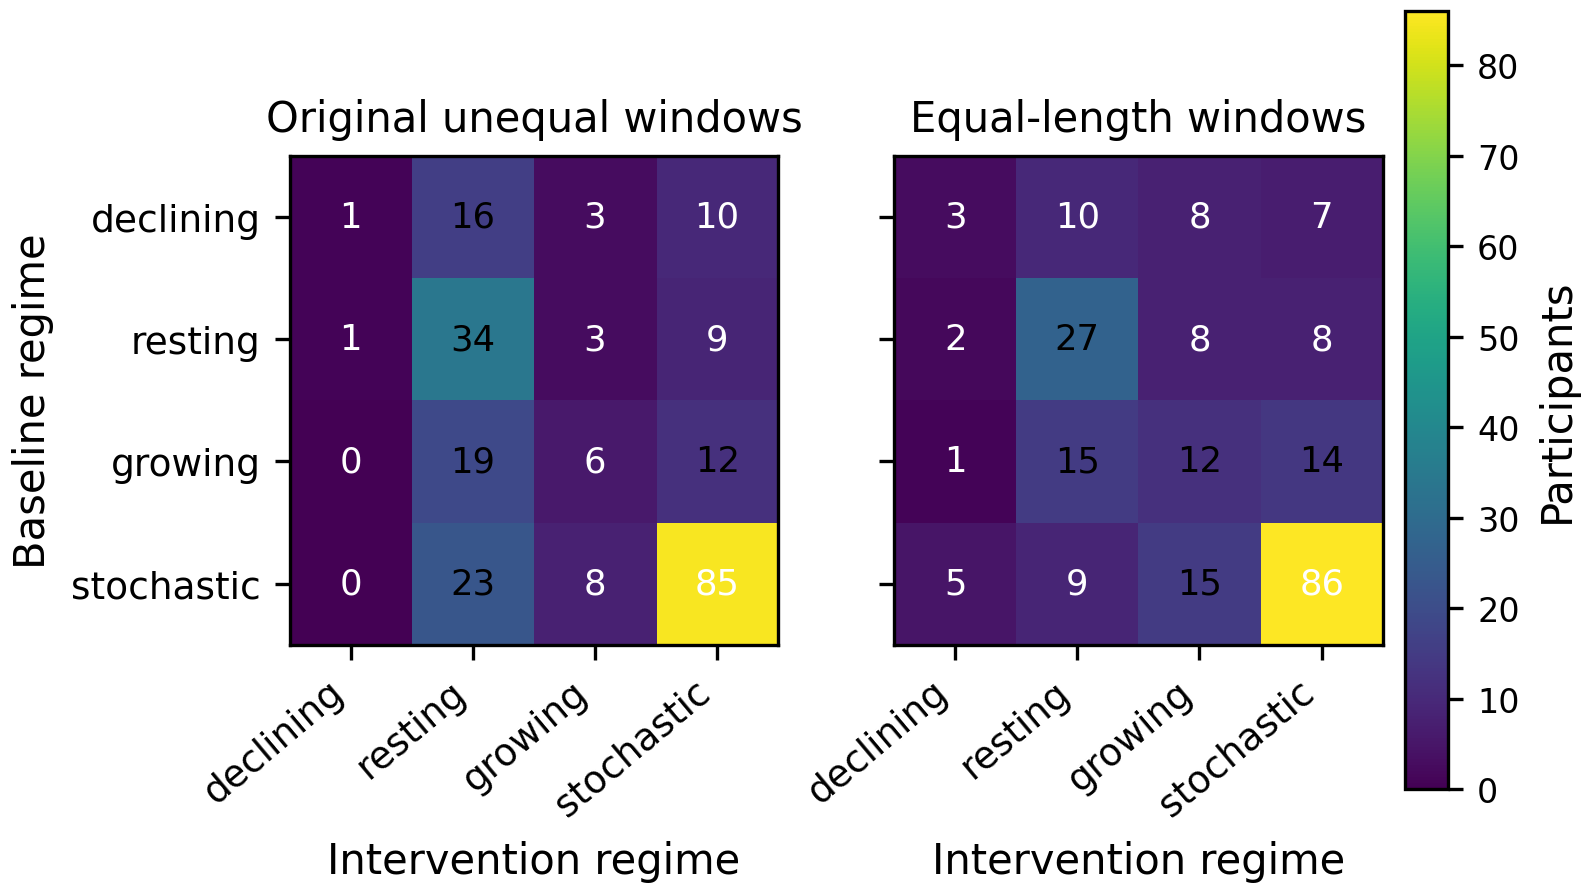 Original unequal windows
Equal-length windows
Baseline regime
declining 1 16 3 10
resting 1 34 3 9
growing 0 19 6 12
stochastic 0 23 8 85
declining resting growing stochastic
Intervention regime
3 10 8 7
2 27 8 8
1 15 12 14
5 9 15 86
declining resting growing stochastic
Intervention regime
80
70
60
50
40
30
20
10
0
Participants